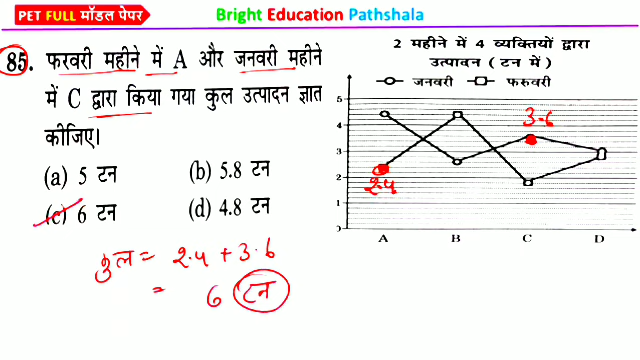 PET FULL मॉडल पेपर
Bright Education Pathshala
85. फरवरी महीने में A और जनवरी महीने
में C द्वारा किया गया कुल उत्पादन ज्ञात
कीजिए।
(a) 5 टन (b) 5.8 टन
(c) 6 टन (d) 4.8 टन
कुल = 2.4 + 3.6
= 6 टन
2 महीने में 4 व्यक्तियों द्वारा
उत्पादन ( टन में )
जनवरी फरुवरी
5
4
3
2
1
0
3.6
2.4
A B C D